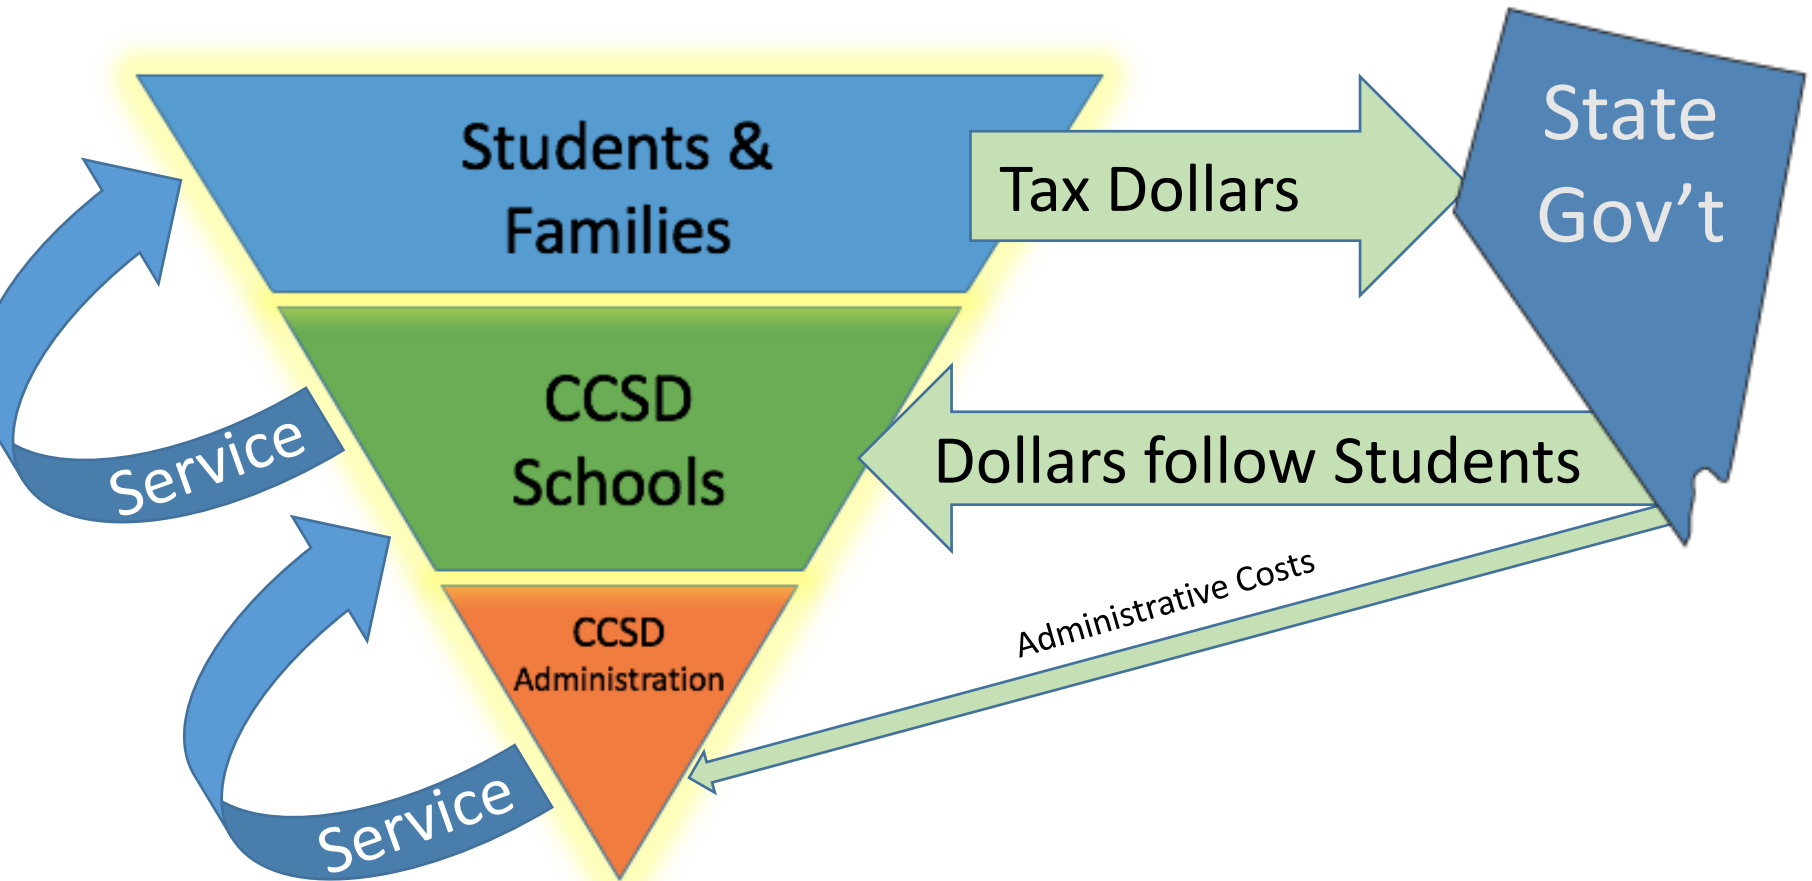 Students &
Families
Tax Dollars
State
Gov't
CCSD
Schools
Dollars follow Students
Service
Administrative Costs
CCSD
Administration
Service